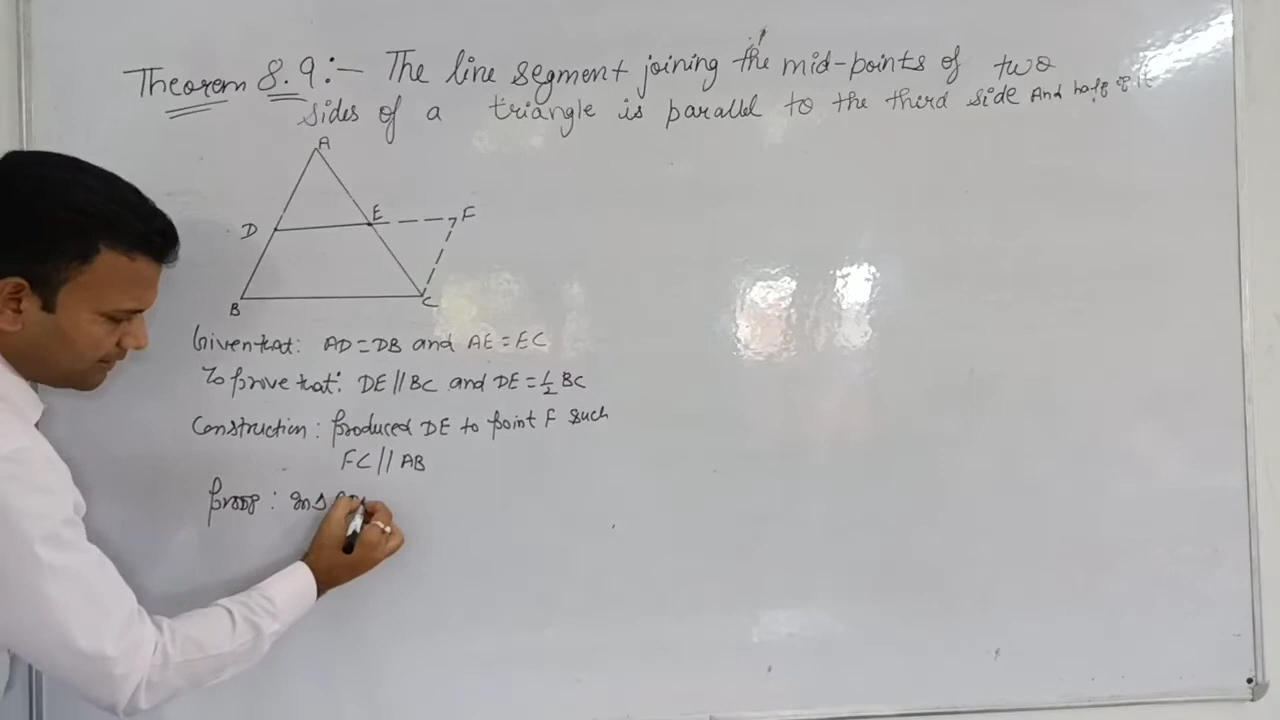 Theorem 8.9:- The line segment joining the mid-points of two
sides of a triangle is parallel to the third side And half of it
A
D E F
B C
Given that: AD=DB and AE=EC
To prove that: DE//BC and DE=1/2 BC
Construction: produced DE to point F such
FC//AB
Proof: In Δ